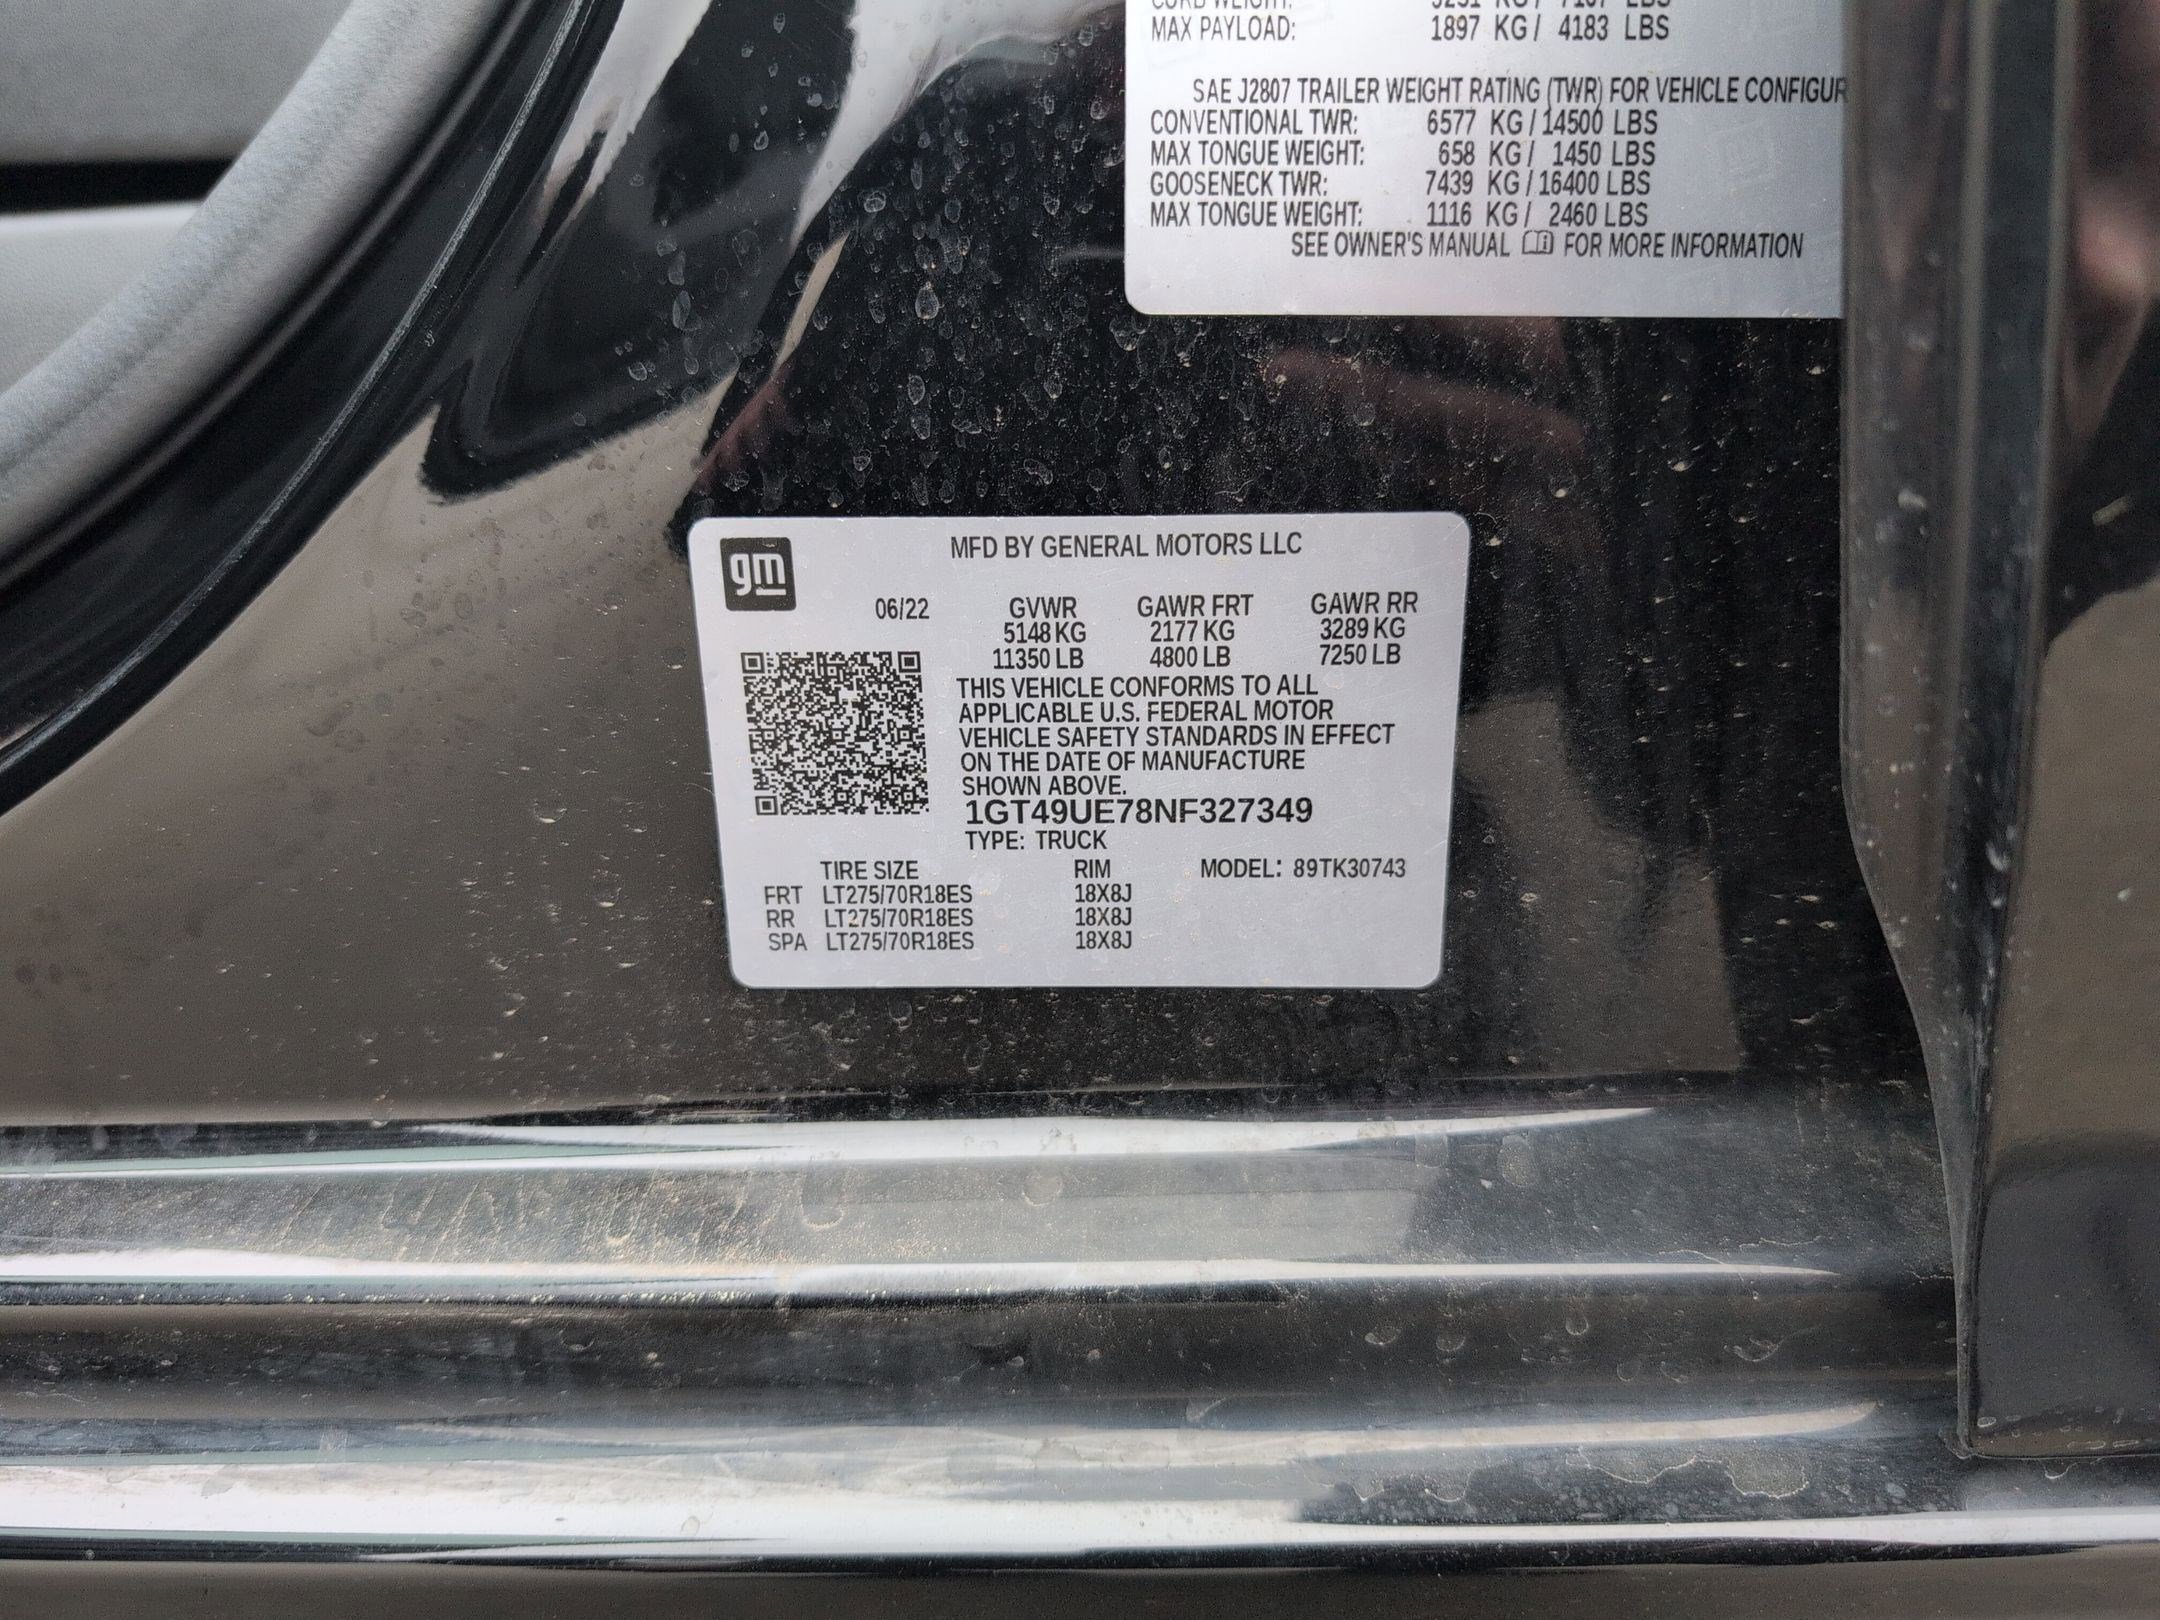 CURB WEIGHT:
MAX PAYLOAD: 1897 KG / 4183 LBS
SAE J2807 TRAILER WEIGHT RATING (TWR) FOR VEHICLE CONFIGUR
CONVENTIONAL TWR: 6577 KG / 14500 LBS
MAX TONGUE WEIGHT: 658 KG / 1450 LBS
GOOSENECK TWR: 7439 KG / 16400 LBS
MAX TONGUE WEIGHT: 1116 KG / 2460 LBS
SEE OWNER'S MANUAL FOR MORE INFORMATION
gm
MFD BY GENERAL MOTORS LLC
06/22 GVWR GAWR FRT GAWR RR
5148 KG 2177 KG 3289 KG
11350 LB 4800 LB 7250 LB
THIS VEHICLE CONFORMS TO ALL
APPLICABLE U.S. FEDERAL MOTOR
VEHICLE SAFETY STANDARDS IN EFFECT
ON THE DATE OF MANUFACTURE
SHOWN ABOVE.
1GT49UE78NF327349
TYPE: TRUCK
TIRE SIZE RIM MODEL: 89TK30743
FRT LT275/70R18ES 18X8J
RR LT275/70R18ES 18X8J
SPA LT275/70R18ES 18X8J